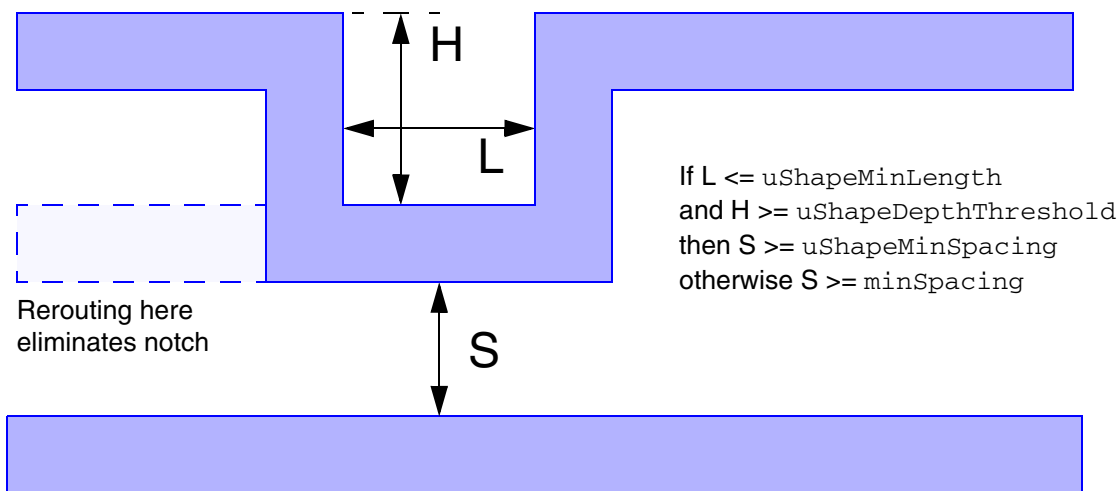 H
L
If L <= uShapeMinLength
and H >= uShapeDepthThreshold
then S >= uShapeMinSpacing
otherwise S >= minSpacing
Rerouting here
eliminates notch
S